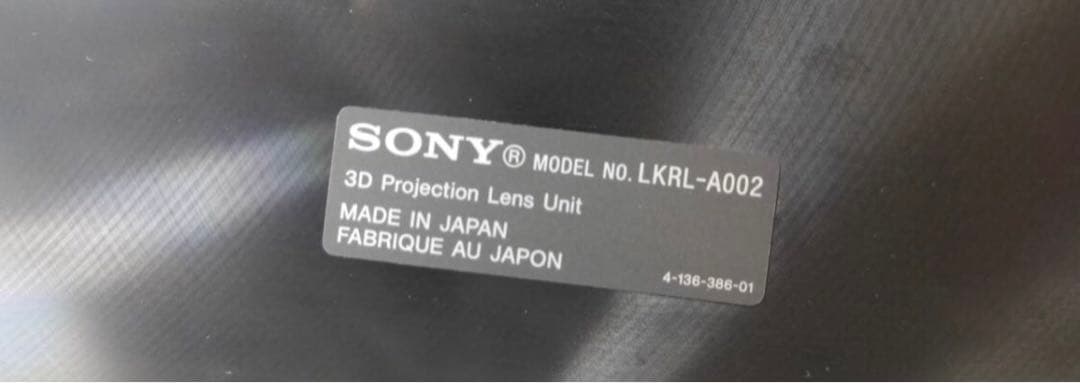 SONY® MODEL NO. LKRL-A002
3D Projection Lens Unit
MADE IN JAPAN
FABRIQUE AU JAPON
4-136-386-01